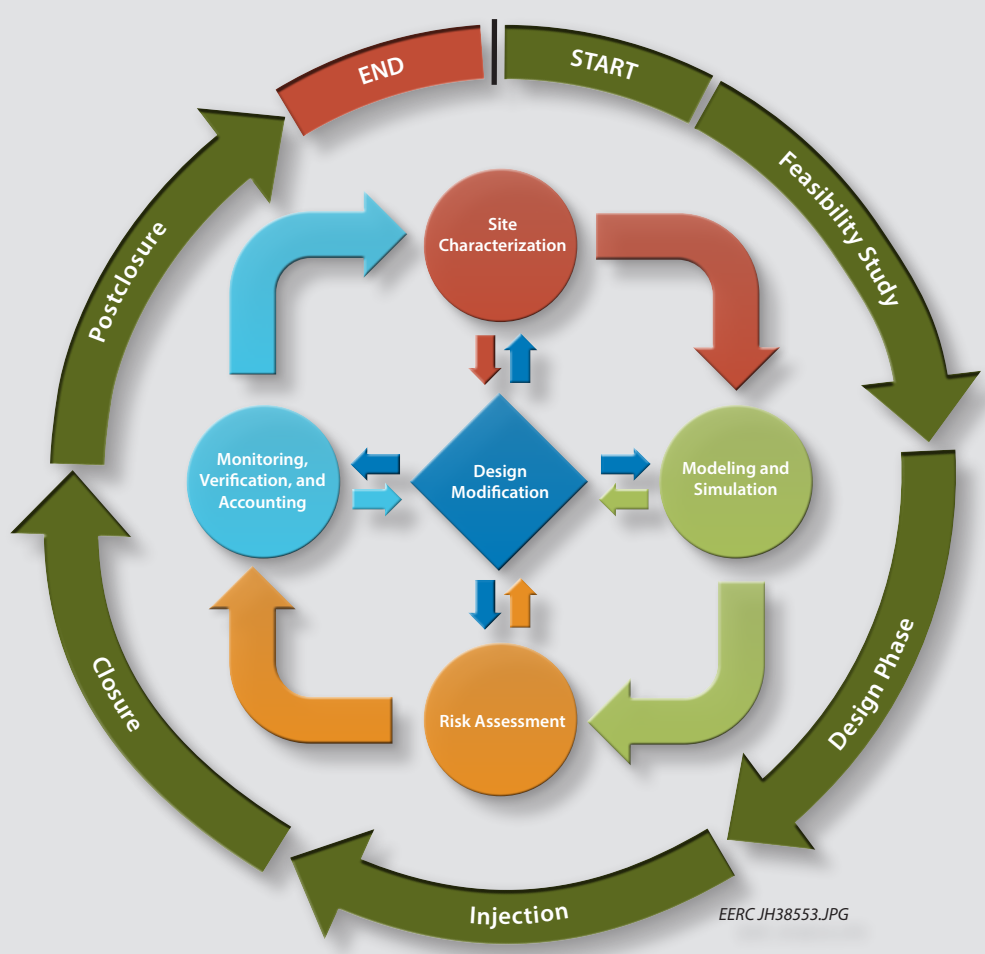 END
START
Feasibility Study
Design Phase
Injection
Closure
Postclosure
Site
Characterization
Modeling and
Simulation
Risk Assessment
Monitoring,
Verification, and
Accounting
Design
Modification
EERC JH38553.JPG